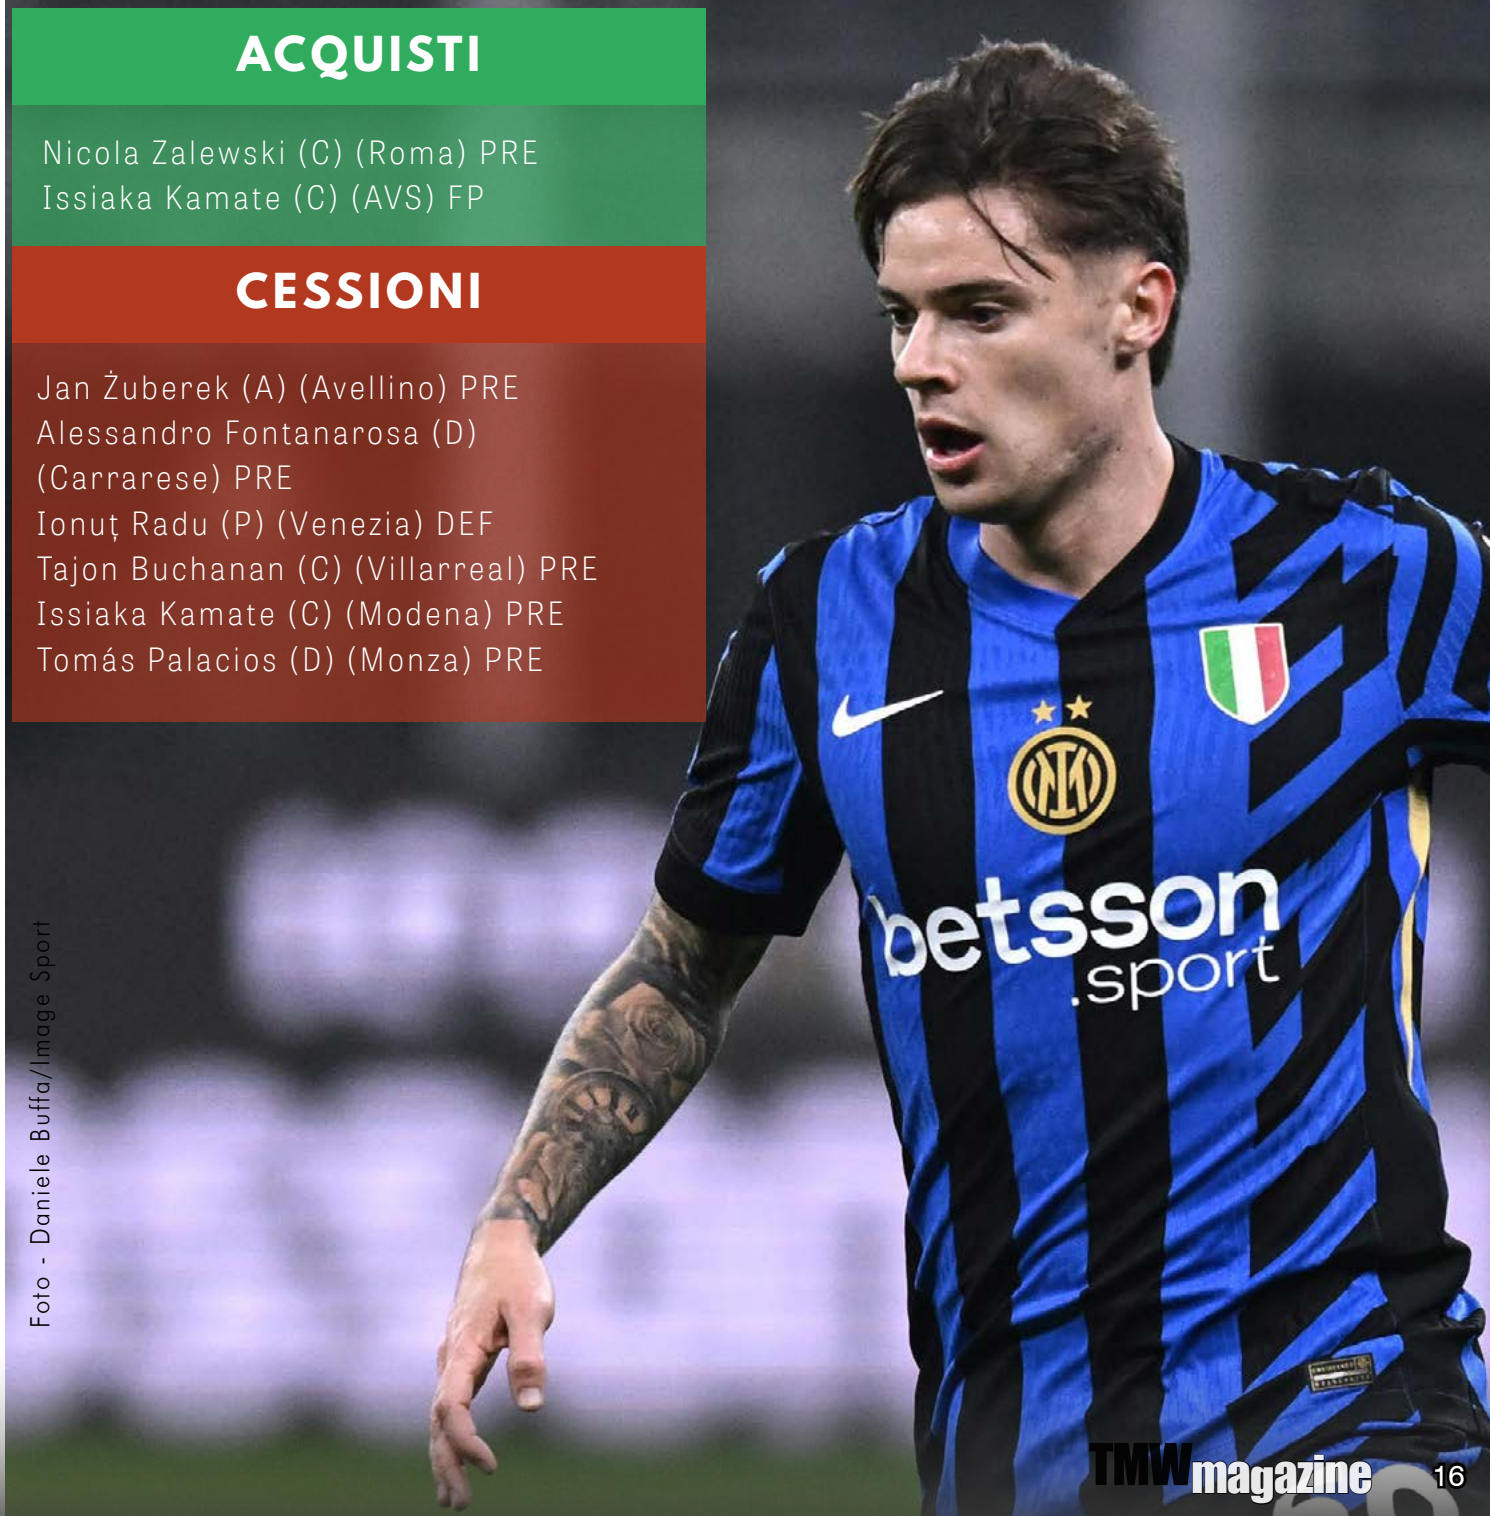 ACQUISTI
Nicola Zalewski (C) (Roma) PRE
Issiaka Kamate (C) (AVS) FP
CESSIONI
Jan Żuberek (A) (Avellino) PRE
Alessandro Fontanarosa (D)
(Carrarese) PRE
Ionuț Radu (P) (Venezia) DEF
Tajon Buchanan (C) (Villarreal) PRE
Issiaka Kamate (C) (Modena) PRE
Tomás Palacios (D) (Monza) PRE
betsson
.sport
Foto - Daniele Buffa/Image Sport
TMWmagazine
16